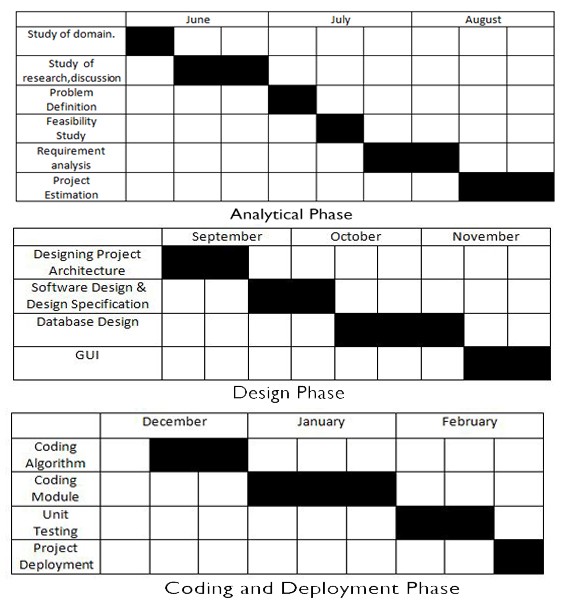 June July August
Study of domain.
Study of
research,discussion
Problem
Definition
Feasibility
Study
Requirement
analysis
Project
Estimation
Analytical Phase
September October November
Designing Project
Architecture
Software Design &
Design Specification
Database Design
GUI
Design Phase
December January February
Coding
Algorithm
Coding
Module
Unit
Testing
Project
Deployment
Coding and Deployment Phase